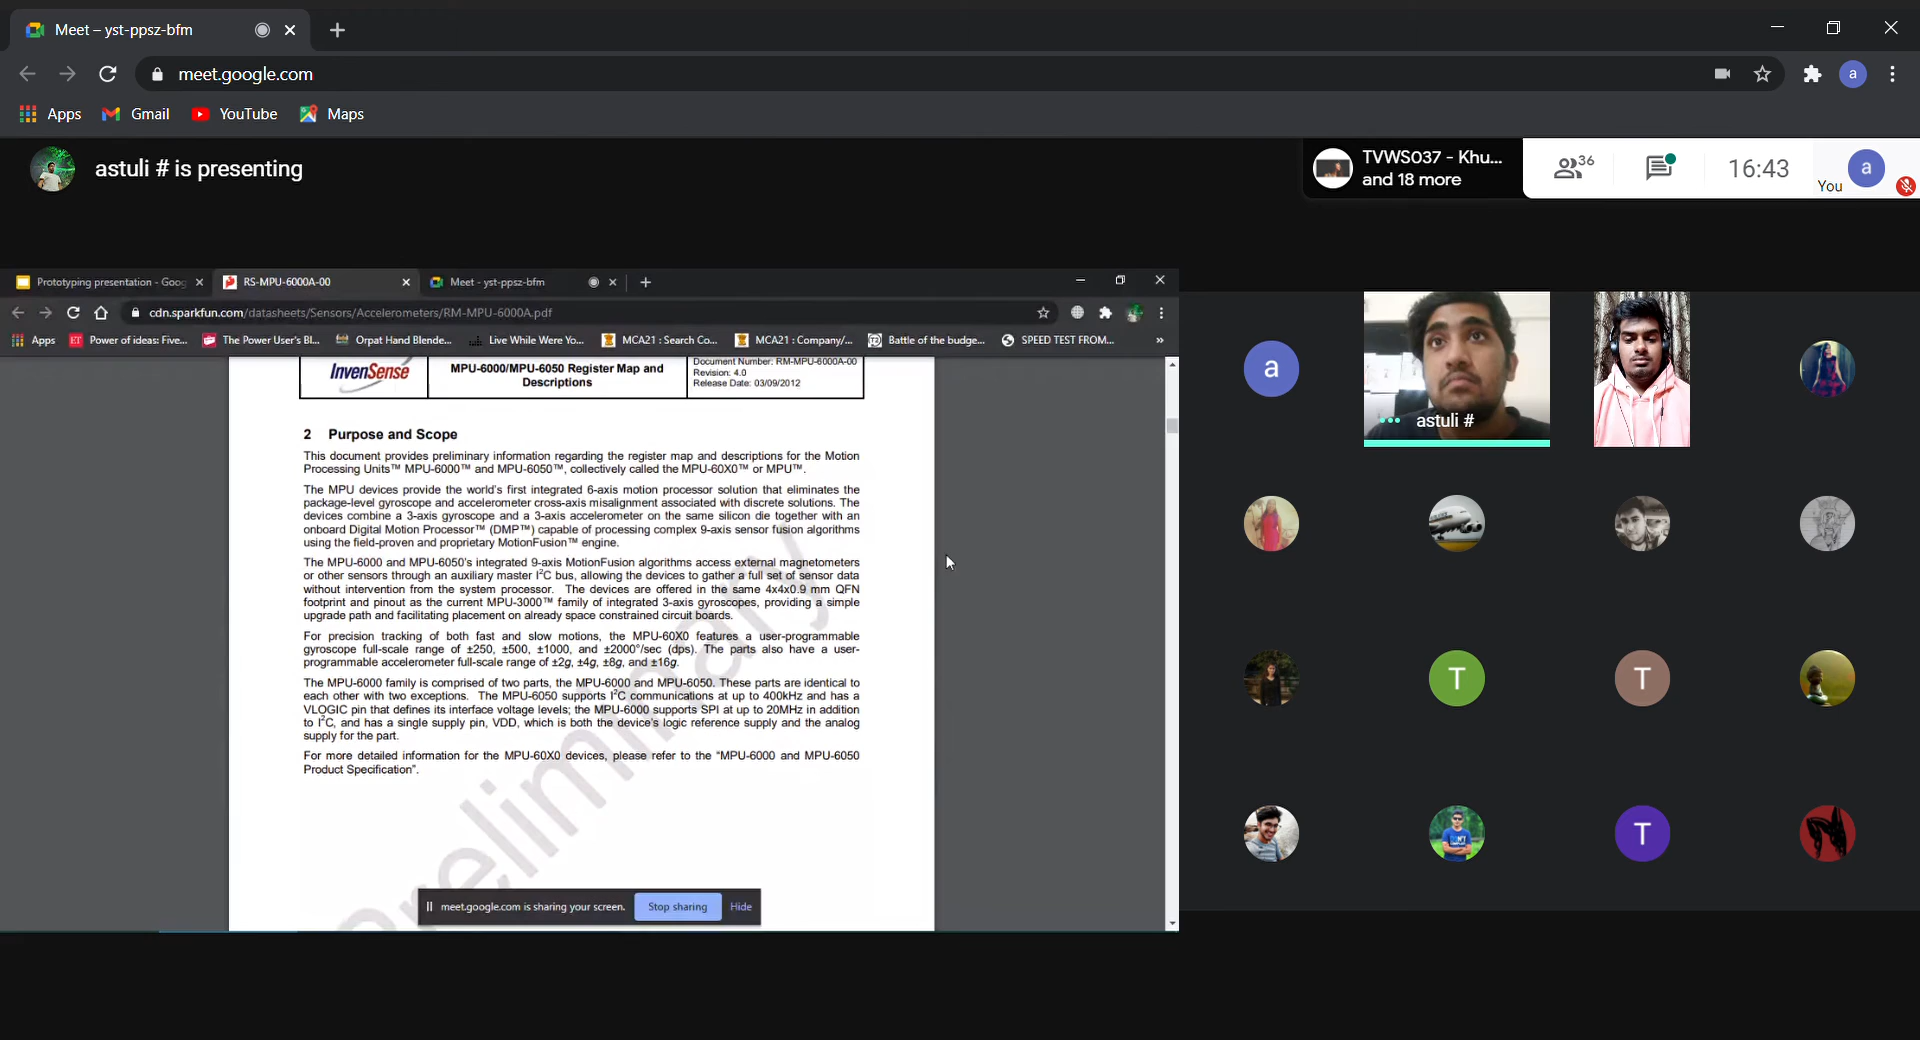 Meet – yst-ppsz-bfm
meet.google.com
a
Apps
Gmail
YouTube
Maps
astuli # is presenting
TVWS037 - Khu...
and 18 more
36
16:43
You
a
Prototyping presentation - Goog
RS-MPU-6000A-00
Meet - yst-ppsz-bfm
cdn.sparkfun.com/datasheets/Sensors/Accelerometers/RM-MPU-6000A.pdf
Apps
Power of ideas: Five...
The Power User's Bl...
Orpat Hand Blende...
Live While Were Yo...
MCA21 : Search Co...
MCA21 : Company/...
Battle of the budge...
SPEED TEST FROM...
»
InvenSense
MPU-6000/MPU-6050 Register Map and
Descriptions
Document Number: RM-MPU-6000A-00
Revision: 4.0
Release Date: 03/09/2012
2 Purpose and Scope
This document provides preliminary information regarding the register map and descriptions for the Motion
Processing Units™ MPU-6000™ and MPU-6050™, collectively called the MPU-60X0™ or MPU™.
The MPU devices provide the world's first integrated 6-axis motion processor solution that eliminates the
package-level gyroscope and accelerometer cross-axis misalignment associated with discrete solutions. The
devices combine a 3-axis gyroscope and a 3-axis accelerometer on the same silicon die together with an
onboard Digital Motion Processor™ (DMP™) capable of processing complex 9-axis sensor fusion algorithms
using the field-proven and proprietary MotionFusion™ engine.
The MPU-6000 and MPU-6050's integrated 9-axis MotionFusion algorithms access external magnetometers
or other sensors through an auxiliary master I²C bus, allowing the devices to gather a full set of sensor data
without intervention from the system processor. The devices are offered in the same 4x4x0.9 mm QFN
footprint and pinout as the current MPU-3000™ family of integrated 3-axis gyroscopes, providing a simple
upgrade path and facilitating placement on already space constrained circuit boards.
For precision tracking of both fast and slow motions, the MPU-60X0 features a user-programmable
gyroscope full-scale range of ±250, ±500, ±1000, and ±2000°/sec (dps). The parts also have a user-
programmable accelerometer full-scale range of ±2g, ±4g, ±8g, and ±16g.
The MPU-6000 family is comprised of two parts, the MPU-6000 and MPU-6050. These parts are identical to
each other with two exceptions. The MPU-6050 supports I²C communications at up to 400kHz and has a
VLOGIC pin that defines its interface voltage levels; the MPU-6000 supports SPI at up to 20MHz in addition
to I²C, and has a single supply pin, VDD, which is both the device's logic reference supply and the analog
supply for the part.
For more detailed information for the MPU-60X0 devices, please refer to the "MPU-6000 and MPU-6050
Product Specification".
Preliminary
meet.google.com is sharing your screen.
Stop sharing
Hide
a
astuli #
T
T
T